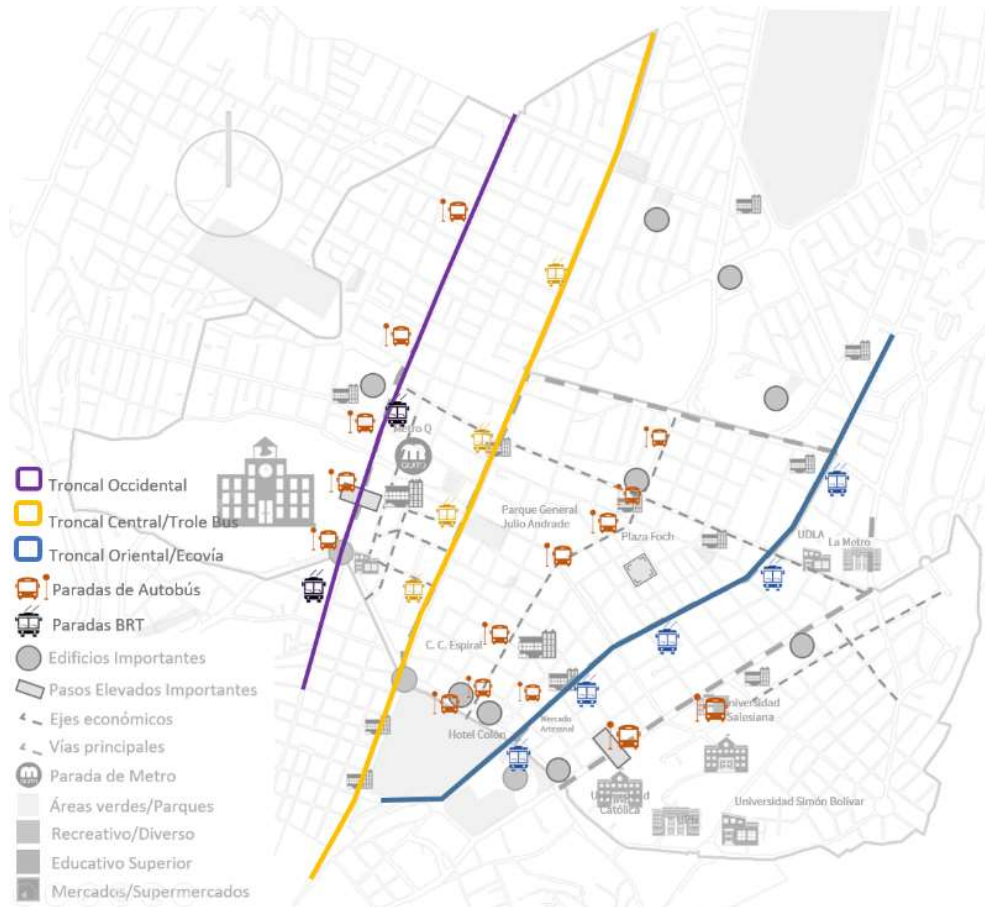 Metro Q
QUITO
Parque General
Julio Andrade
Plaza Foch
UDLA
La Metro
C. C. Espiral
Hotel Colón
Mercado
Artesanal
Universidad
Salesiana
Católica
Universidad Simón Bolívar
Troncal Occidental
Troncal Central/Trole Bus
Troncal Oriental/Ecovía
Paradas de Autobús
Paradas BRT
Edificios Importantes
Pasos Elevados Importantes
Ejes económicos
Vías principales
Parada de Metro
Áreas verdes/Parques
Recreativo/Diverso
Educativo Superior
Mercados/Supermercados